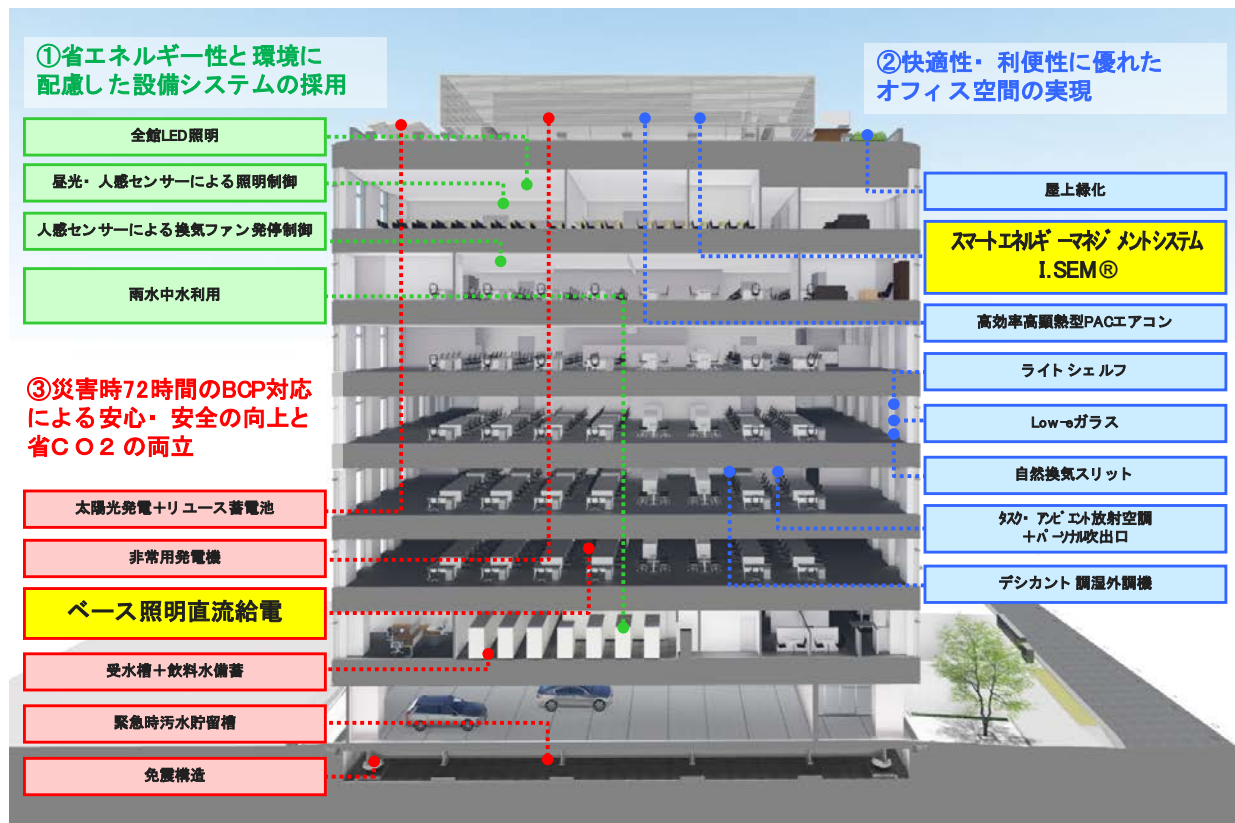 ①省エネルギー性と環境に
配慮した設備システムの採用
全館LED照明
昼光・人感センサーによる照明制御
人感センサーによる換気ファン発停制御
雨水中水利用
③災害時72時間のBCP対応
による安心・安全の向上と
省CO2の両立
太陽光発電+リユース蓄電池
非常用発電機
ベース照明直流給電
受水槽+飲料水備蓄
緊急時汚水貯留槽
免震構造
②快適性・利便性に優れた
オフィス空間の実現
屋上緑化
スマートエネルギーマネジメントシステム
I.SEM®
高効率高顕熱型PACエアコン
ライトシェルフ
Low-eガラス
自然換気スリット
タスク・アンビエント放射空調
+パーソナル吹出口
デシカント調湿外調機